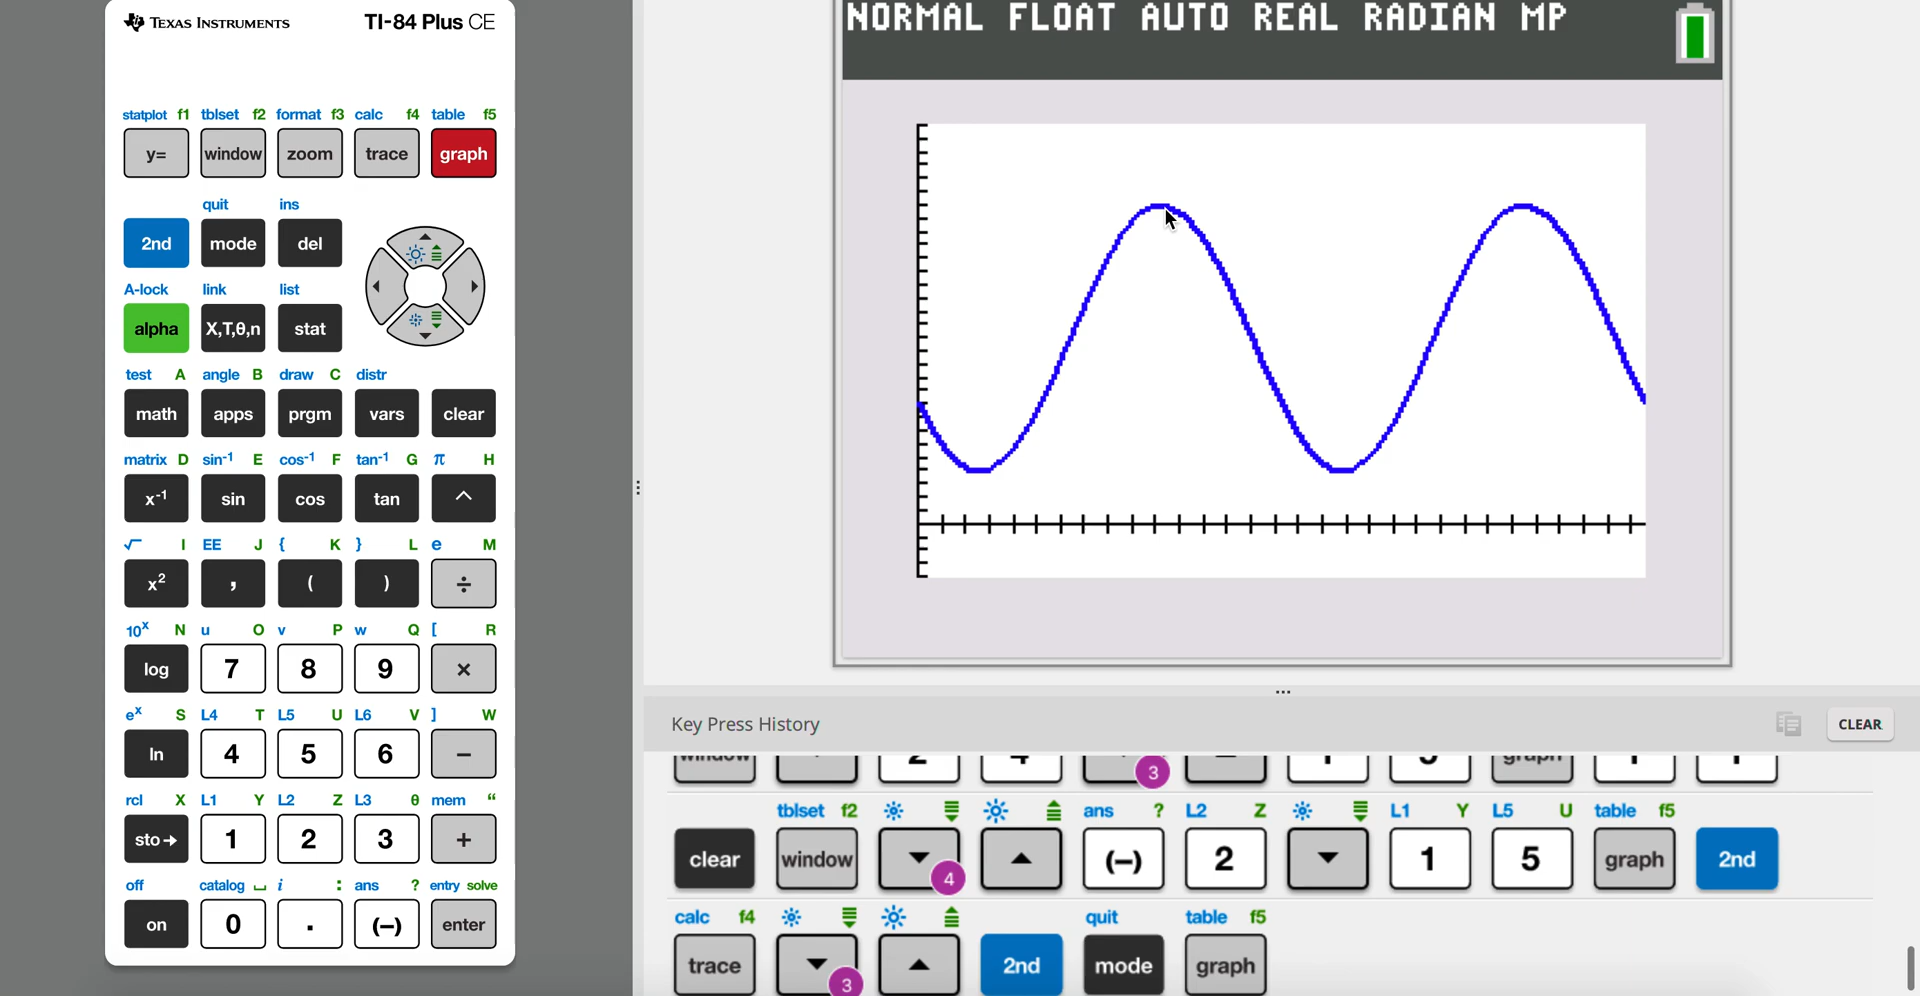 TEXAS INSTRUMENTS TI-84 Plus CE
statplot f1 tblset f2 format f3 calc f4 table f5
y= window zoom trace graph
quit ins
2nd mode del
A-lock link list
alpha X,T,θ,n stat
test A angle B draw C distr
math apps prgm vars clear
matrix D sin-1 E cos-1 F tan-1 G π H
x-1 sin cos tan ^
√ I EE J { K } L e M
x2 , ( ) ÷
10x N u O v P w Q [ R
log 7 8 9 ×
ex S L4 T L5 U L6 V ] W
ln 4 5 6 −
rcl X L1 Y L2 Z L3 θ mem “
sto→ 1 2 3 +
off catalog ⎵ i : ans ? entry solve
on 0 . (−) enter
NORMAL FLOAT AUTO REAL RADIAN MP
Key Press History
CLEAR
window 2 4 3 1 graph
tblset f2 ans ? L2 Z L1 Y L5 U table f5
clear window 4 (−) 2 1 5 graph 2nd
calc f4 quit table f5
trace 3 2nd mode graph